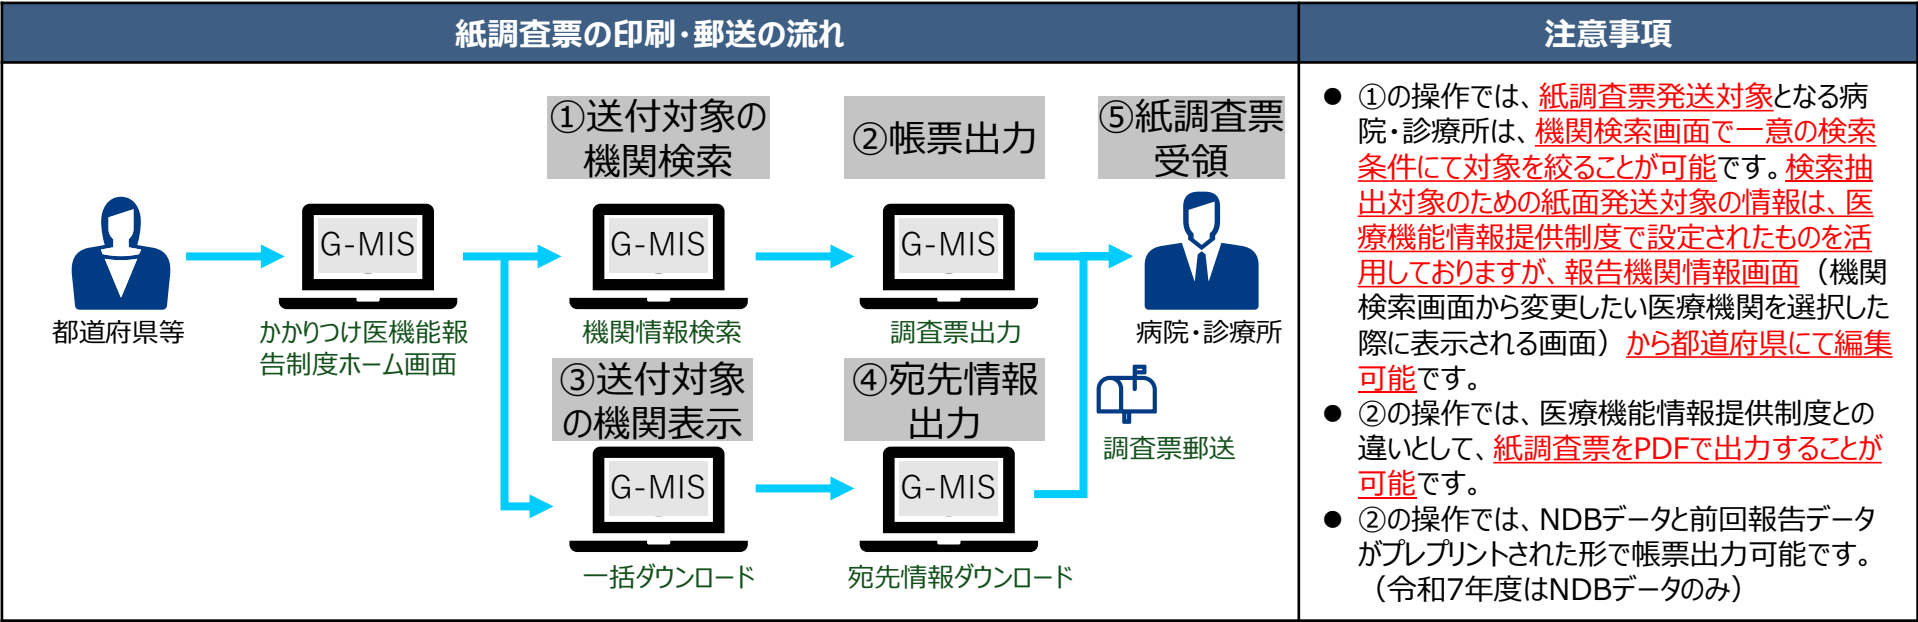 紙調査票の印刷・郵送の流れ
注意事項
①送付対象の
機関検索
②帳票出力
⑤紙調査票
受領
G-MIS
G-MIS
G-MIS
都道府県等
かかりつけ医機能報
告制度ホーム画面
機関情報検索
調査票出力
病院・診療所
③送付対象
の機関表示
④宛先情報
出力
調査票郵送
G-MIS
G-MIS
一括ダウンロード
宛先情報ダウンロード
● ①の操作では、紙調査票発送対象となる病
院・診療所は、機関検索画面で一意の検索
条件にて対象を絞ることが可能です。検索抽
出対象のための紙面発送対象の情報は、医
療機能情報提供制度で設定されたものを活
用しておりますが、報告機関情報画面（機関
検索画面から変更したい医療機関を選択した
際に表示される画面）から都道府県にて編集
可能です。
● ②の操作では、医療機能情報提供制度との
違いとして、紙調査票をPDFで出力することが
可能です。
● ②の操作では、NDBデータと前回報告データ
がプレプリントされた形で帳票出力可能です。
（令和7年度はNDBデータのみ）